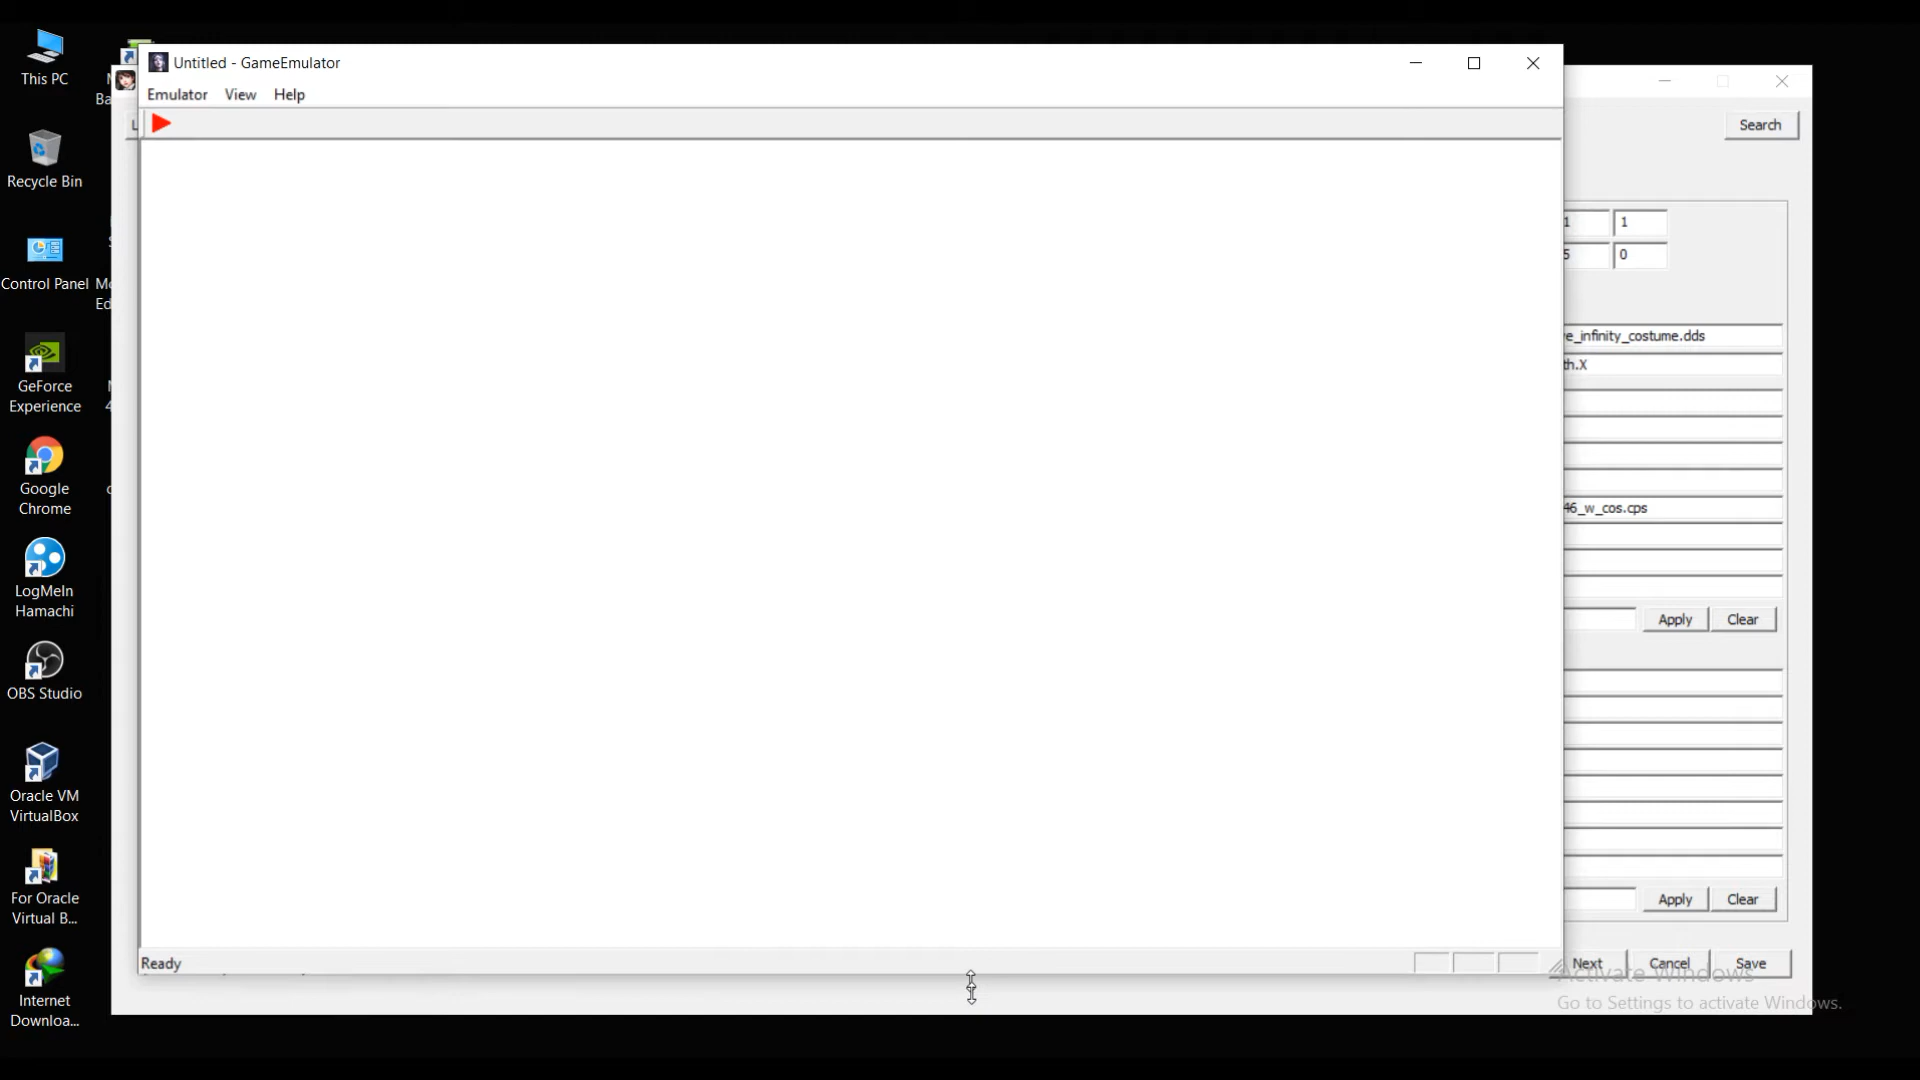 This PC
Recycle Bin
Control Panel
GeForce
Experience
Google
Chrome
LogMeIn
Hamachi
OBS Studio
Oracle VM
VirtualBox
For Oracle
Virtual B...
Internet
Downloa...
Untitled - GameEmulator
Emulator View Help
Ready
Search
1
1
5
0
e_infinity_costume.dds
th.X
46_w_cos.cps
Apply
Clear
Apply
Clear
Next
Cancel
Save
Activate Windows
Go to Settings to activate Windows.